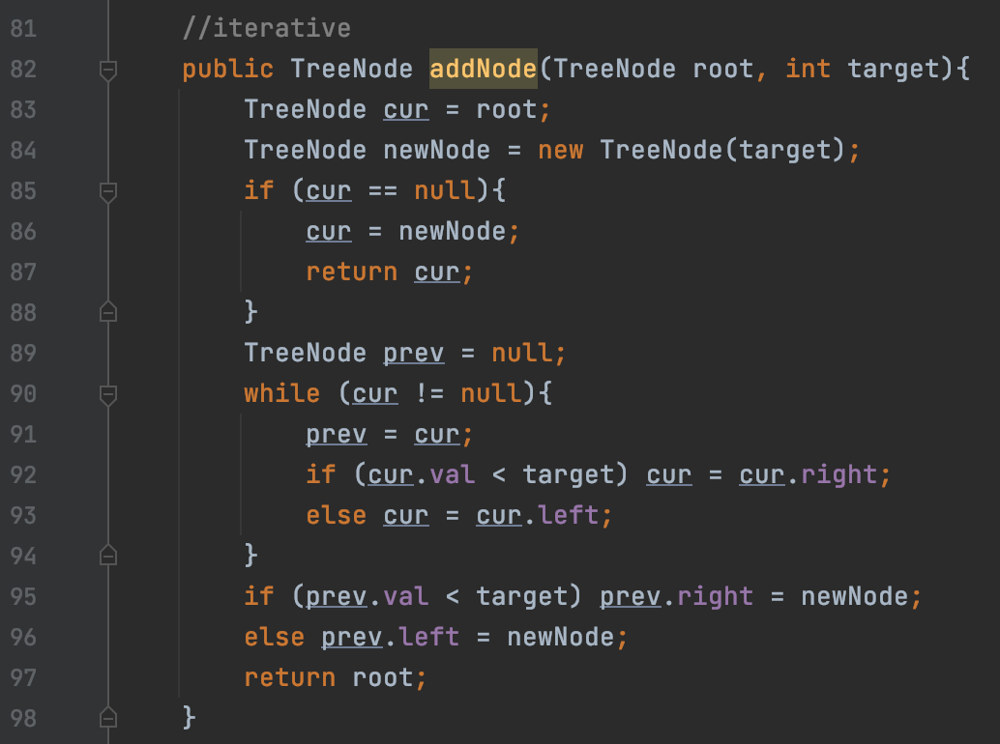 81 //iterative
82 public TreeNode addNode(TreeNode root, int target){
83 TreeNode cur = root;
84 TreeNode newNode = new TreeNode(target);
85 if (cur == null){
86 cur = newNode;
87 return cur;
88 }
89 TreeNode prev = null;
90 while (cur != null){
91 prev = cur;
92 if (cur.val < target) cur = cur.right;
93 else cur = cur.left;
94 }
95 if (prev.val < target) prev.right = newNode;
96 else prev.left = newNode;
97 return root;
98 }